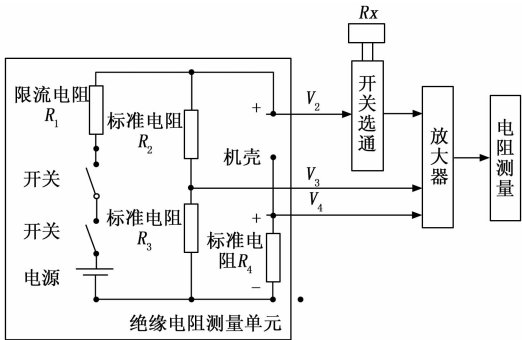 Rx
限流电阻
R1
标准电阻
R2
+
V2
开关选通
放大器
电阻测量
机壳
开关
V3
标准电阻
R3
+
V4
开关
标准电
阻R4
电源
−
绝缘电阻测量单元